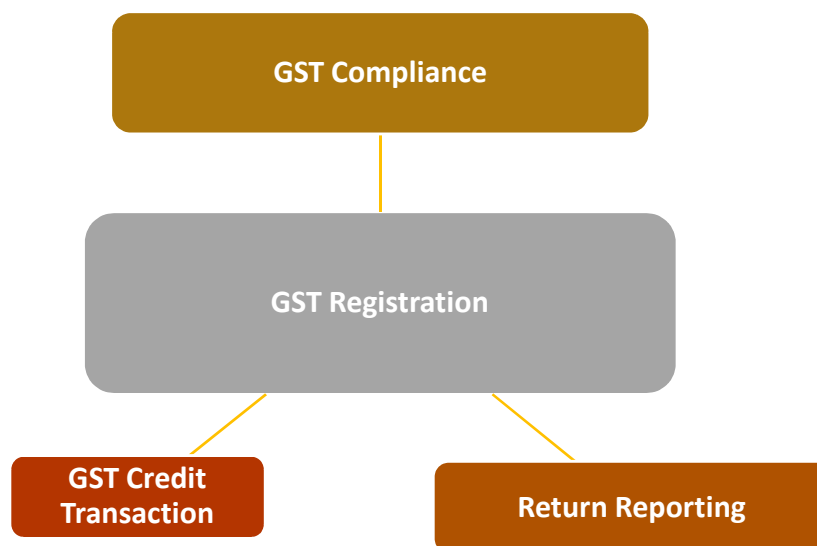 GST Compliance
GST Registration
GST Credit
Transaction
Return Reporting